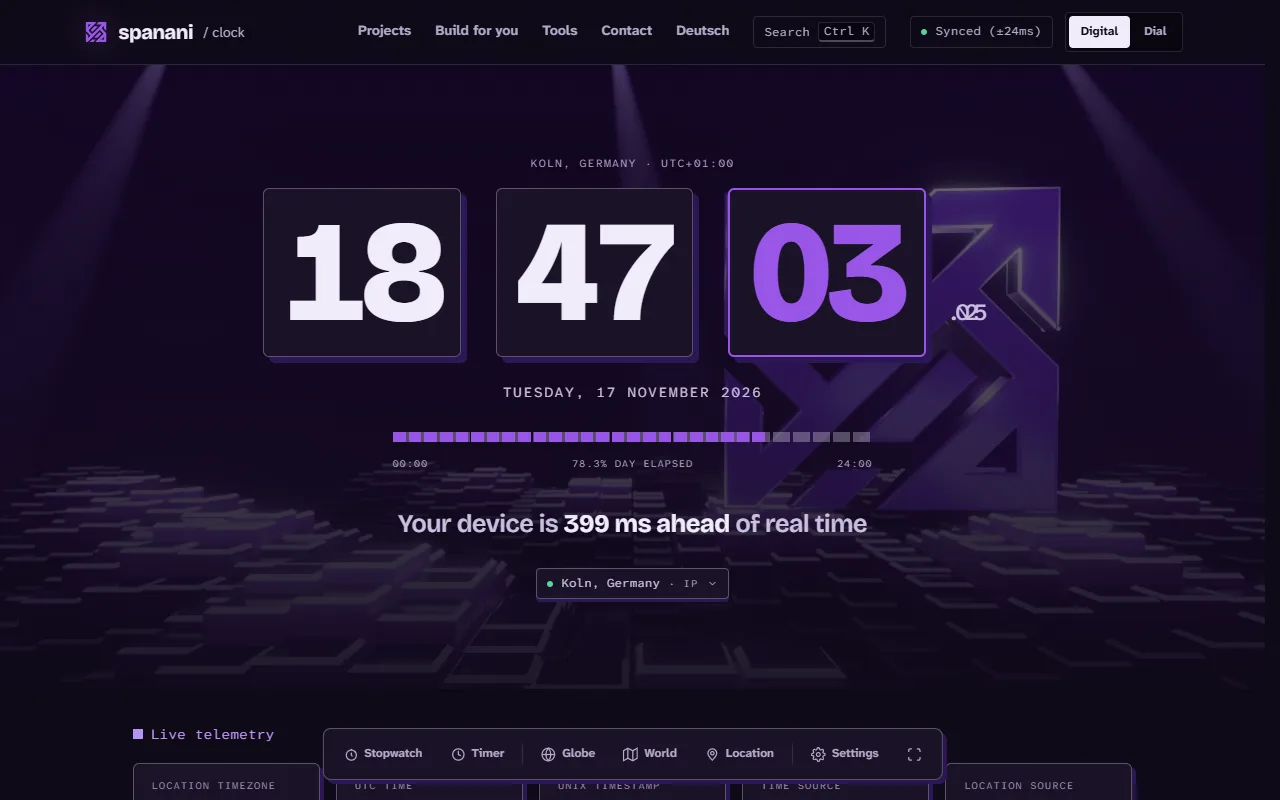 spanani / clock
Projects Build for you Tools Contact Deutsch Search Ctrl K Synced (±24ms) Digital Dial
KOLN, GERMANY · UTC+01:00
18 47 03 .025
TUESDAY, 17 NOVEMBER 2026
00:00 78.3% DAY ELAPSED 24:00
Your device is 399 ms ahead of real time
Koln, Germany · IP
Live telemetry
Stopwatch Timer Globe World Location Settings
LOCATION TIMEZONE UTC TIME UNIX TIMESTAMP TIME SOURCE LOCATION SOURCE